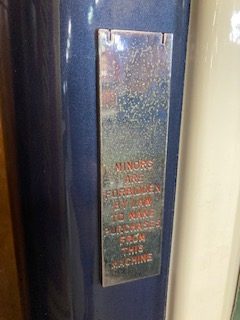 MINORS
ARE
FORBIDDEN
BY LAW
TO MAKE
PURCHASES
FROM
THIS
MACHINE